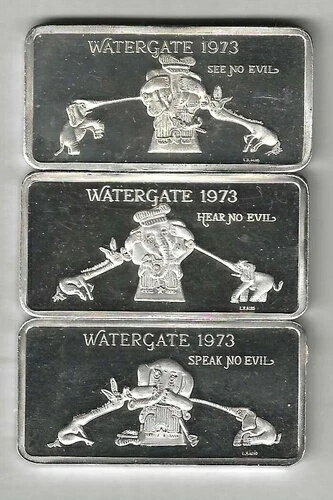 WATERGATE 1973
SEE NO EVIL
WATERGATE 1973
HEAR NO EVIL
WATERGATE 1973
SPEAK NO EVIL